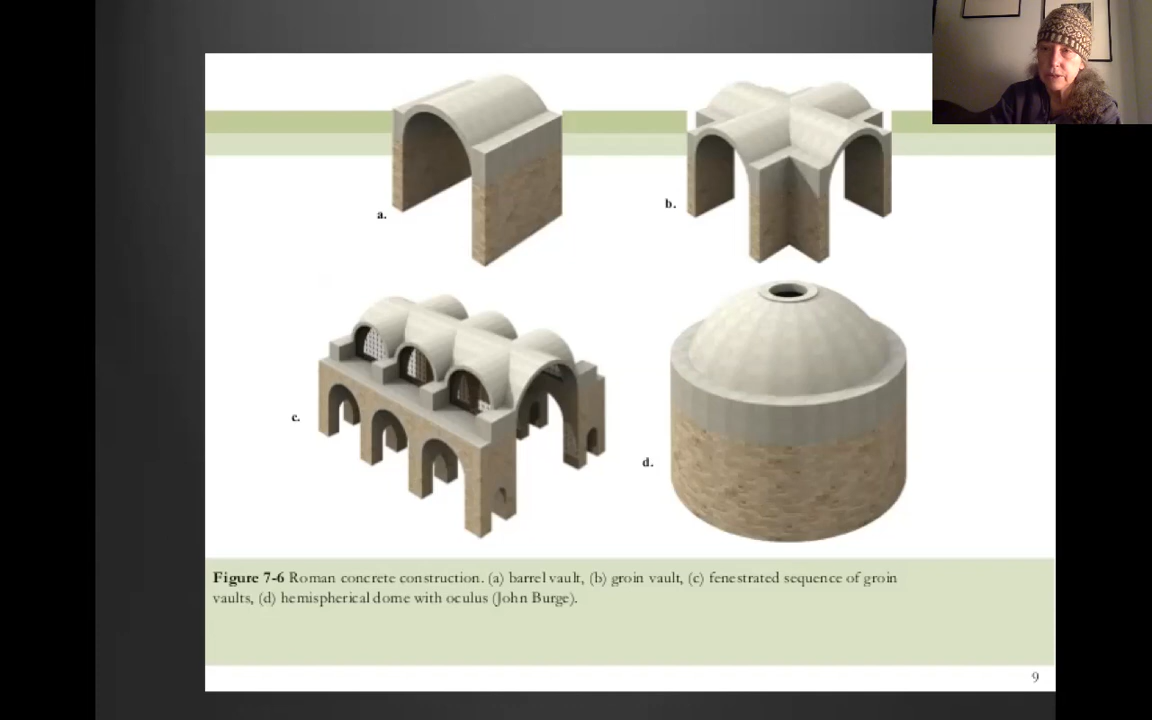 a.
b.
c.
d.
Figure 7-6 Roman concrete construction. (a) barrel vault, (b) groin vault, (c) fenestrated sequence of groin
vaults, (d) hemispherical dome with oculus (John Burge).
9